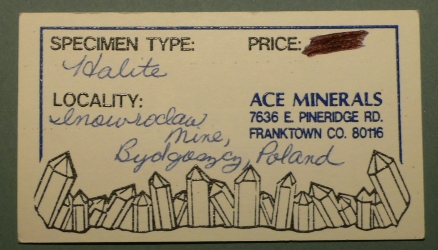 SPECIMEN TYPE: PRICE:
Halite
LOCALITY:
Inowroclaw
Mine,
Bydgoszcz, Poland
ACE MINERALS
7636 E. PINERIDGE RD.
FRANKTOWN CO. 80116